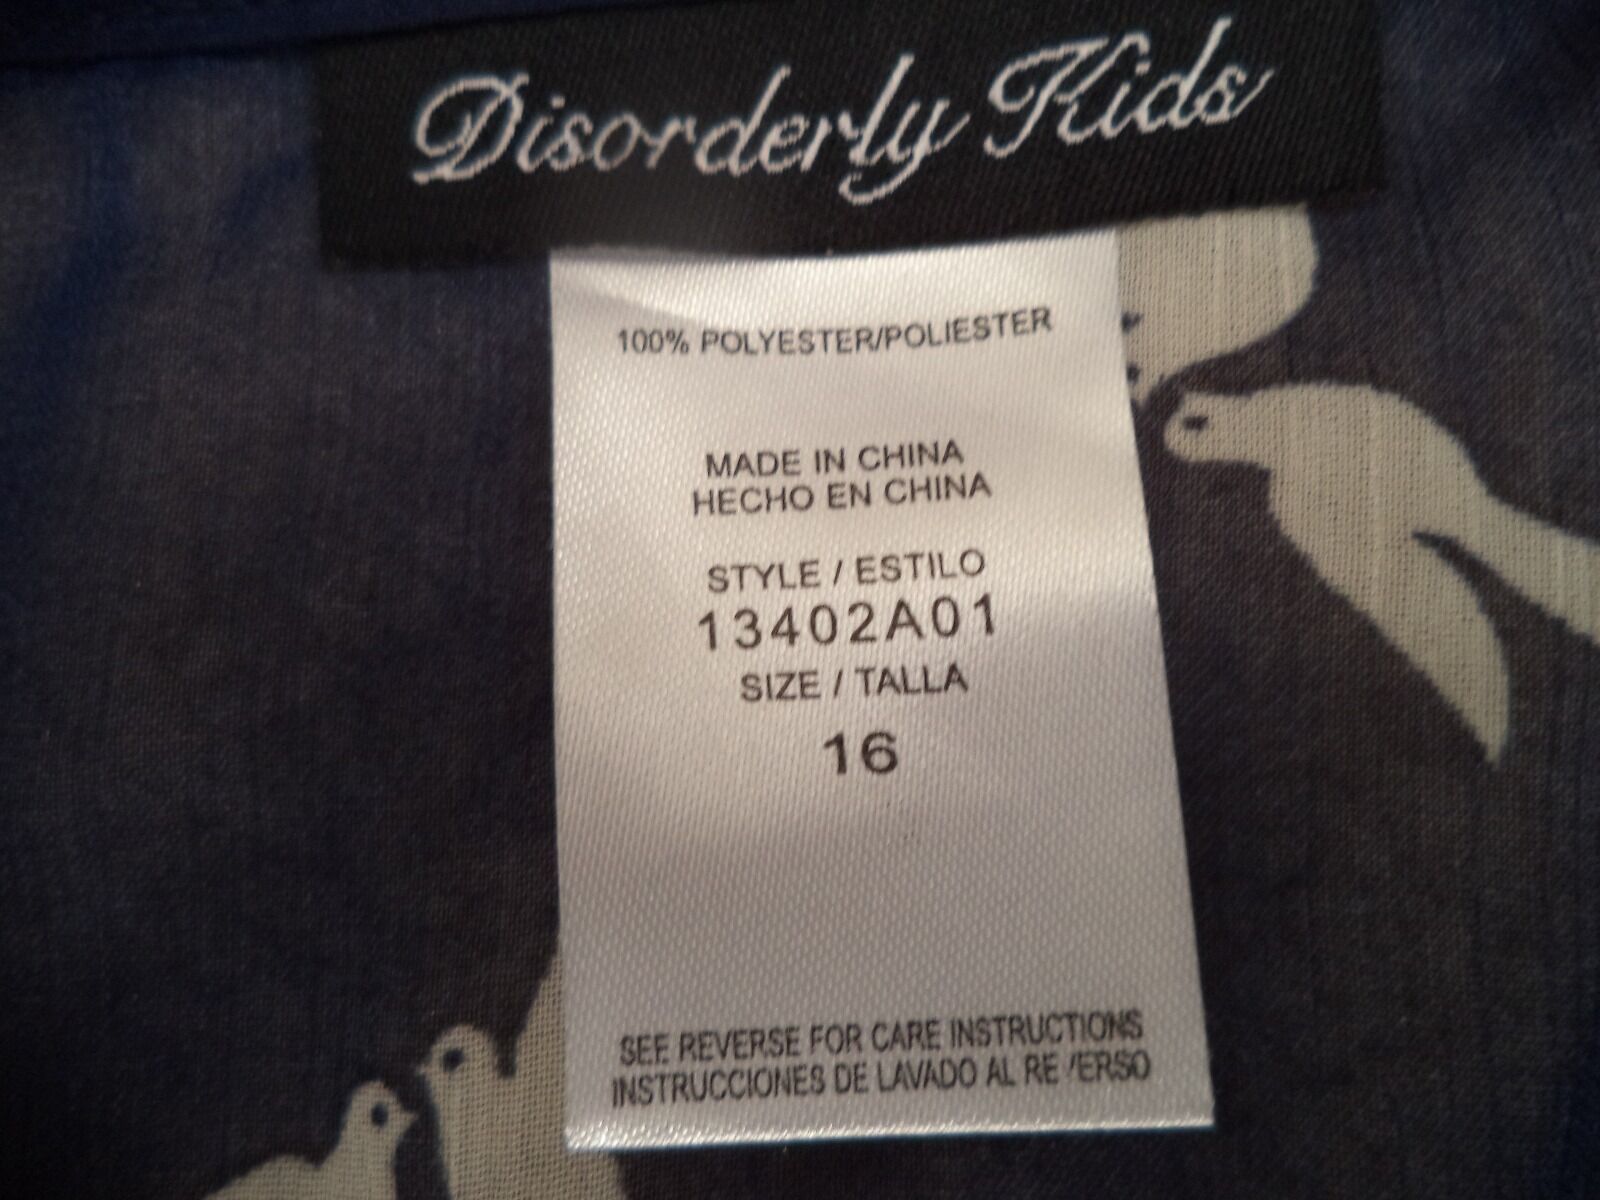 Disorderly Kids
100% POLYESTER/POLIESTER
MADE IN CHINA
HECHO EN CHINA
STYLE / ESTILO
13402A01
SIZE / TALLA
16
SEE REVERSE FOR CARE INSTRUCTIONS
INSTRUCCIONES DE LAVADO AL REVERSO